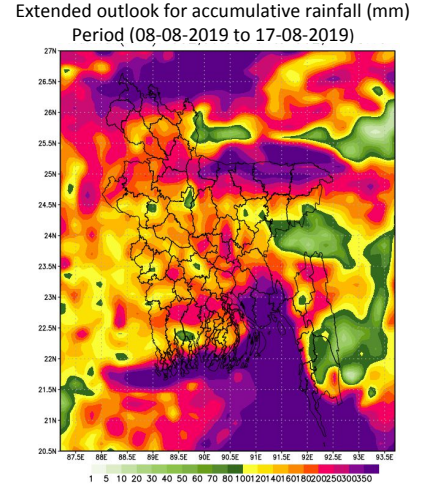 Extended outlook for accumulative rainfall (mm)
Period (08-08-2019 to 17-08-2019)
27N
26.5N
26N
25.5N
25N
24.5N
24N
23.5N
23N
22.5N
22N
21.5N
21N
20.5N
87.5E 88E 88.5E 89E 89.5E 90E 90.5E 91E 91.5E 92E 92.5E 93E 93.5E
1 5 10 20 30 40 50 60 70 80 100120140160180200250300350